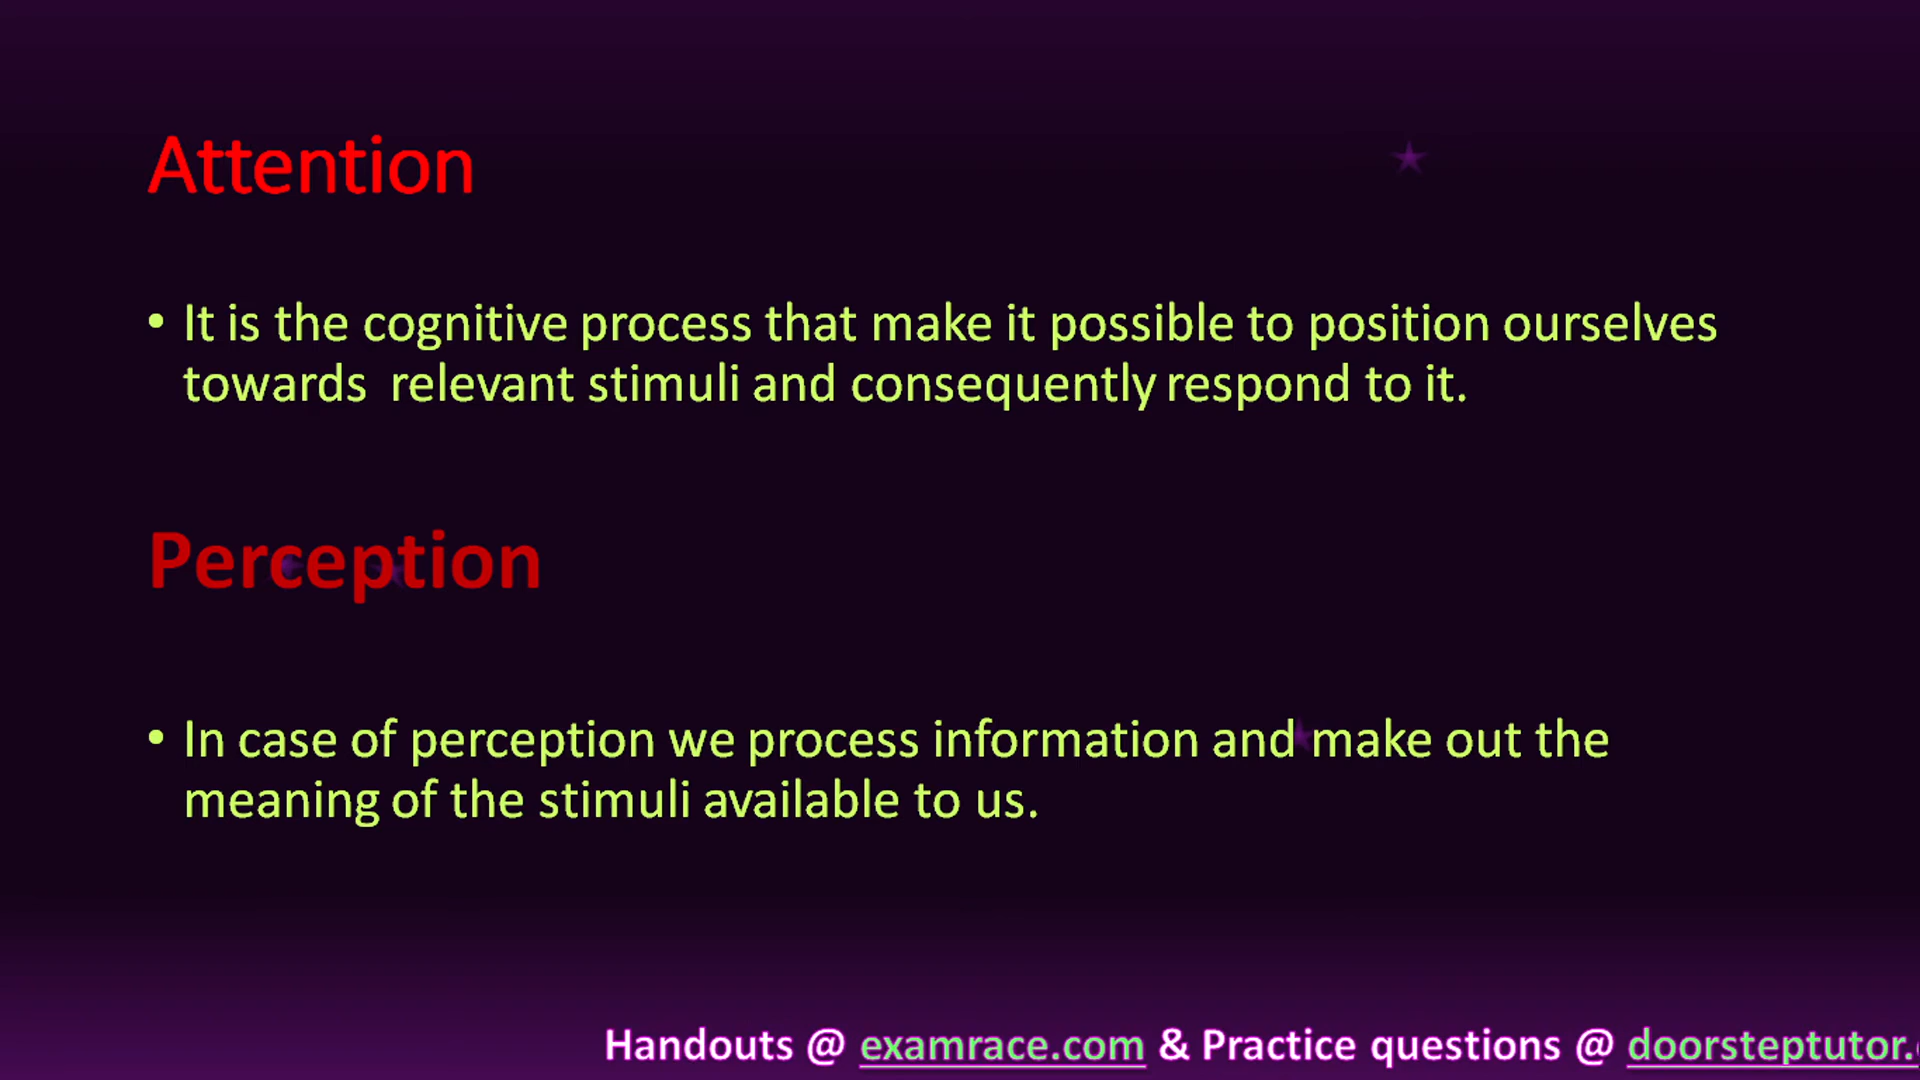 Attention
• It is the cognitive process that make it possible to position ourselves
towards relevant stimuli and consequently respond to it.
Perception
• In case of perception we process information and make out the
meaning of the stimuli available to us.
Handouts @ examrace.com & Practice questions @ doorsteptutor.